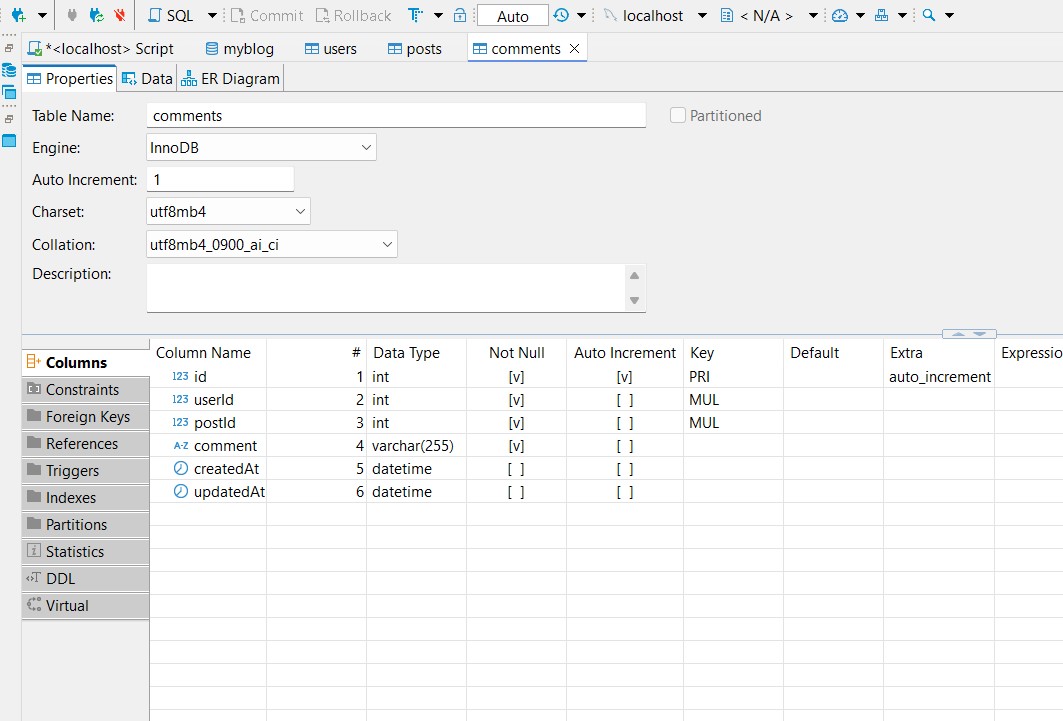 SQL Commit Rollback Auto localhost < N/A >
*<localhost> Script myblog users posts comments
Properties Data ER Diagram
Table Name: comments Partitioned
Engine: InnoDB
Auto Increment: 1
Charset: utf8mb4
Collation: utf8mb4_0900_ai_ci
Description:
Columns
Constraints
Foreign Keys
References
Triggers
Indexes
Partitions
Statistics
DDL
Virtual
Column Name # Data Type Not Null Auto Increment Key Default Extra Expressio
123 id 1 int [v] [v] PRI auto_increment
123 userId 2 int [v] [ ] MUL
123 postId 3 int [v] [ ] MUL
A-Z comment 4 varchar(255) [v] [ ]
createdAt 5 datetime [ ] [ ]
updatedAt 6 datetime [ ] [ ]